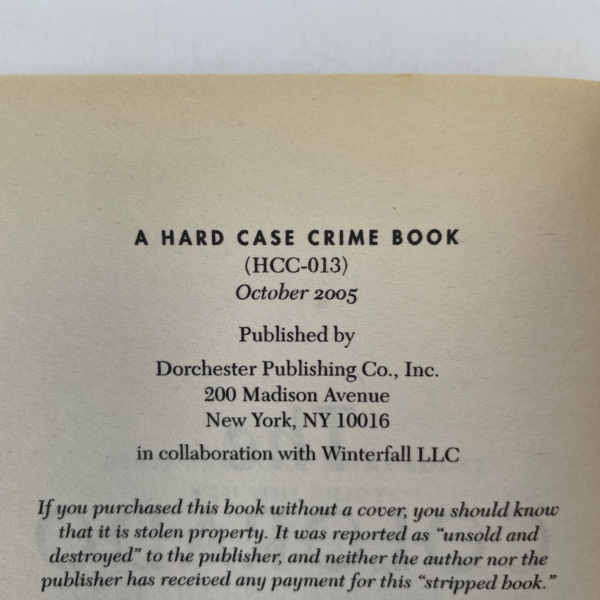 A HARD CASE CRIME BOOK
(HCC-013)
October 2005
Published by
Dorchester Publishing Co., Inc.
200 Madison Avenue
New York, NY 10016
in collaboration with Winterfall LLC
If you purchased this book without a cover, you should know
that it is stolen property. It was reported as “unsold and
destroyed” to the publisher, and neither the author nor the
publisher has received any payment for this “stripped book.”